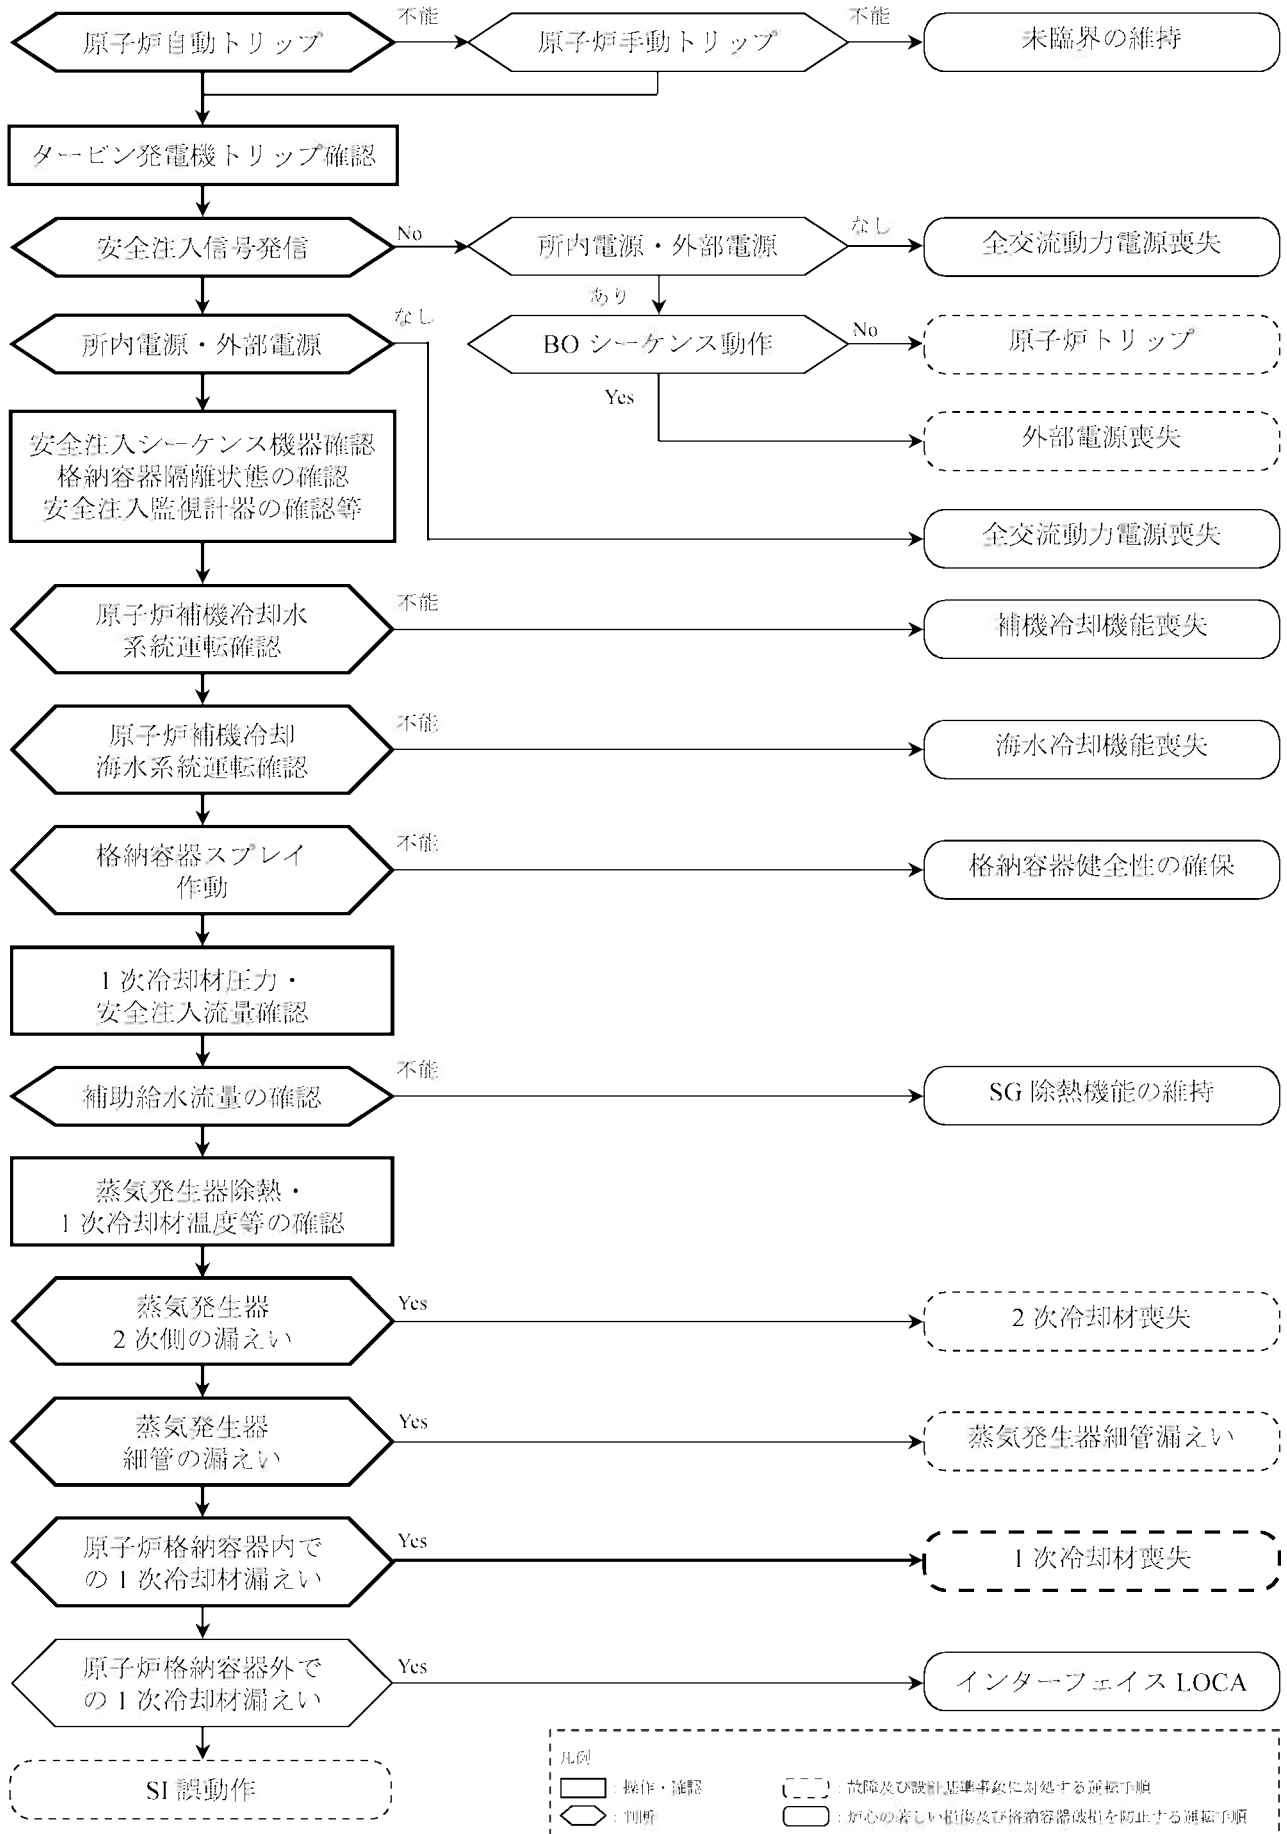 原子炉自動トリップ
不能
原子炉手動トリップ
不能
未臨界の維持
タービン発電機トリップ確認
安全注入信号発信
No
所内電源・外部電源
なし
全交流動力電源喪失
あり
所内電源・外部電源
なし
BO シーケンス動作
No
原子炉トリップ
Yes
外部電源喪失
安全注入シーケンス機器確認
格納容器隔離状態の確認
安全注入監視計器の確認等
全交流動力電源喪失
原子炉補機冷却水
系統運転確認
不能
補機冷却機能喪失
原子炉補機冷却
海水系統運転確認
不能
海水冷却機能喪失
格納容器スプレイ
作動
不能
格納容器健全性の確保
1 次冷却材圧力・
安全注入流量確認
補助給水流量の確認
不能
SG 除熱機能の維持
蒸気発生器除熱・
1 次冷却材温度等の確認
蒸気発生器
2 次側の漏えい
Yes
2 次冷却材喪失
蒸気発生器
細管の漏えい
Yes
蒸気発生器細管漏えい
原子炉格納容器内で
の 1 次冷却材漏えい
Yes
1 次冷却材喪失
原子炉格納容器外で
の 1 次冷却材漏えい
Yes
インターフェイス LOCA
SI 誤動作
凡例
：操作・確認
：故障及び設計基準事象に対処する運転手順
：判断
：炉心の著しい損傷及び格納容器破損を防止する運転手順